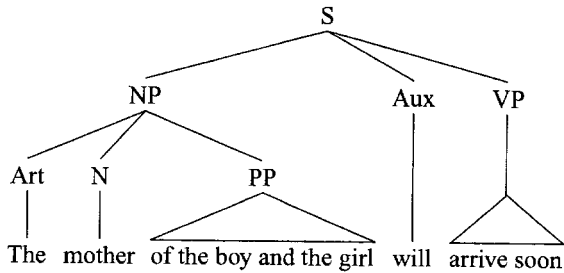 S
NP Aux VP
Art N PP
The mother of the boy and the girl will arrive soon